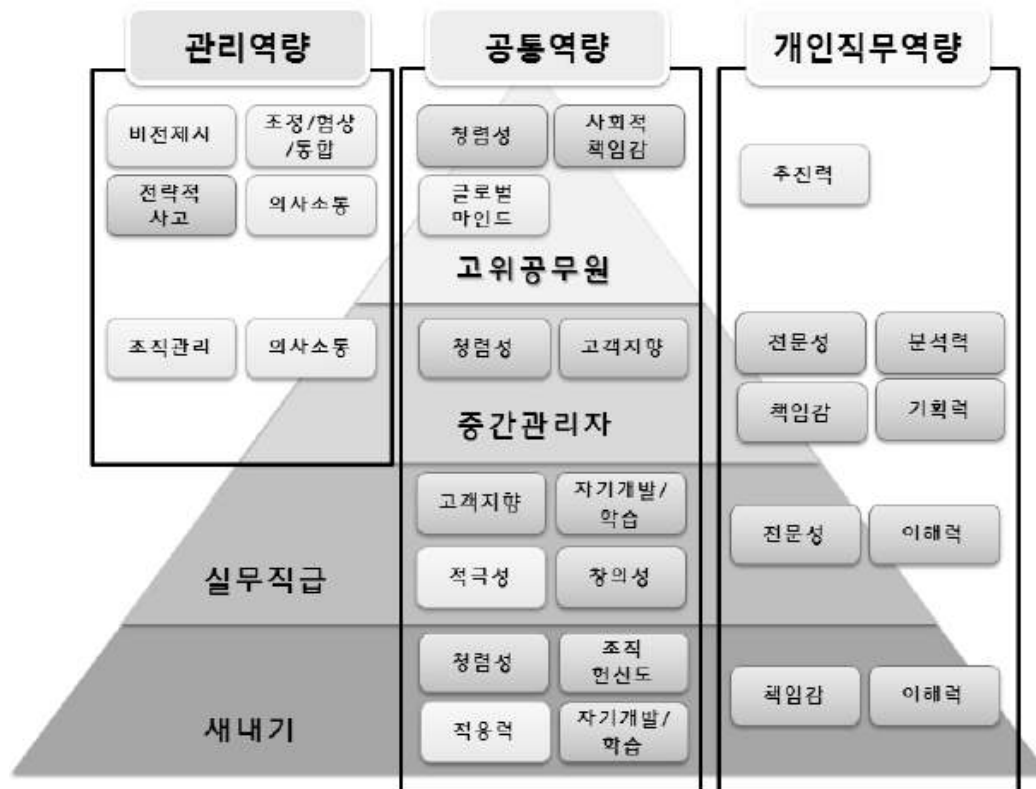 관리역량
공통역량
개인직무역량
비전제시
조정/협상
/통합
청렴성
사회적
책임감
추진력
전략적
사고
의사소통
글로벌
마인드
고위공무원
조직관리
의사소통
청렴성
고객지향
전문성
분석력
책임감
기획력
중간관리자
고객지향
자기개발/
학습
전문성
이해력
실무직급
적극성
창의성
청렴성
조직
헌신도
책임감
이해력
새내기
적응력
자기개발/
학습